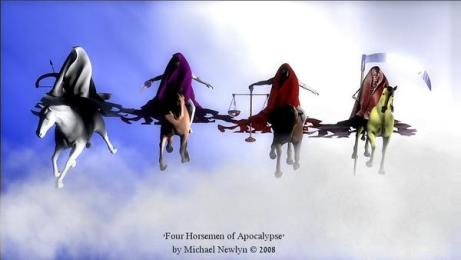 'Four Horsemen of Apocalypse'
by Michael Newlyn © 2008